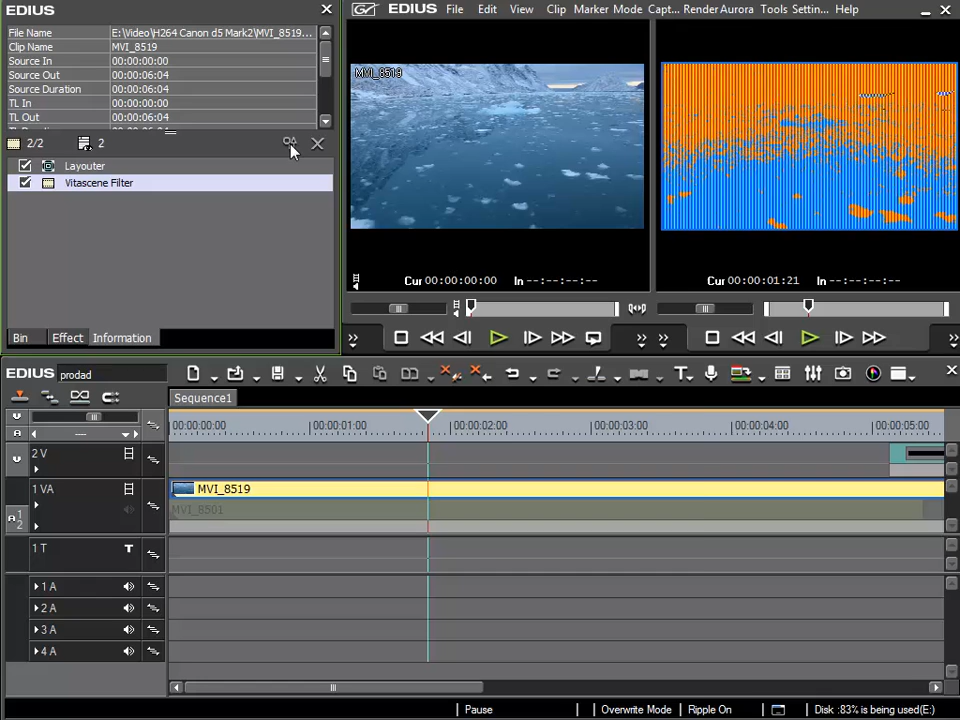 EDIUS
File Name E:\Video\H264 Canon d5 Mark2\MVI_8519...
Clip Name MVI_8519
Source In 00:00:00:00
Source Out 00:00:06:04
Source Duration 00:00:06:04
TL In 00:00:00:00
TL Out 00:00:06:04
2/2 2
Layouter
Vitascene Filter
Bin Effect Information
EDIUS File Edit View Clip Marker Mode Capt... Render Aurora Tools Settin... Help
MVI_8519
Cur 00:00:00:00 In --:--:--:--
Cur 00:00:01:21 In --:--:--:--
EDIUS prodad
Sequence1
00:00:00:00 00:00:01:00 00:00:02:00 00:00:03:00 00:00:04:00 00:00:05:00
2 V
1 VA
MVI_8519
MVI_8501
A 1
2
1 T T
1 A
2 A
3 A
4 A
Pause Overwrite Mode Ripple On Disk :83% is being used(E:)